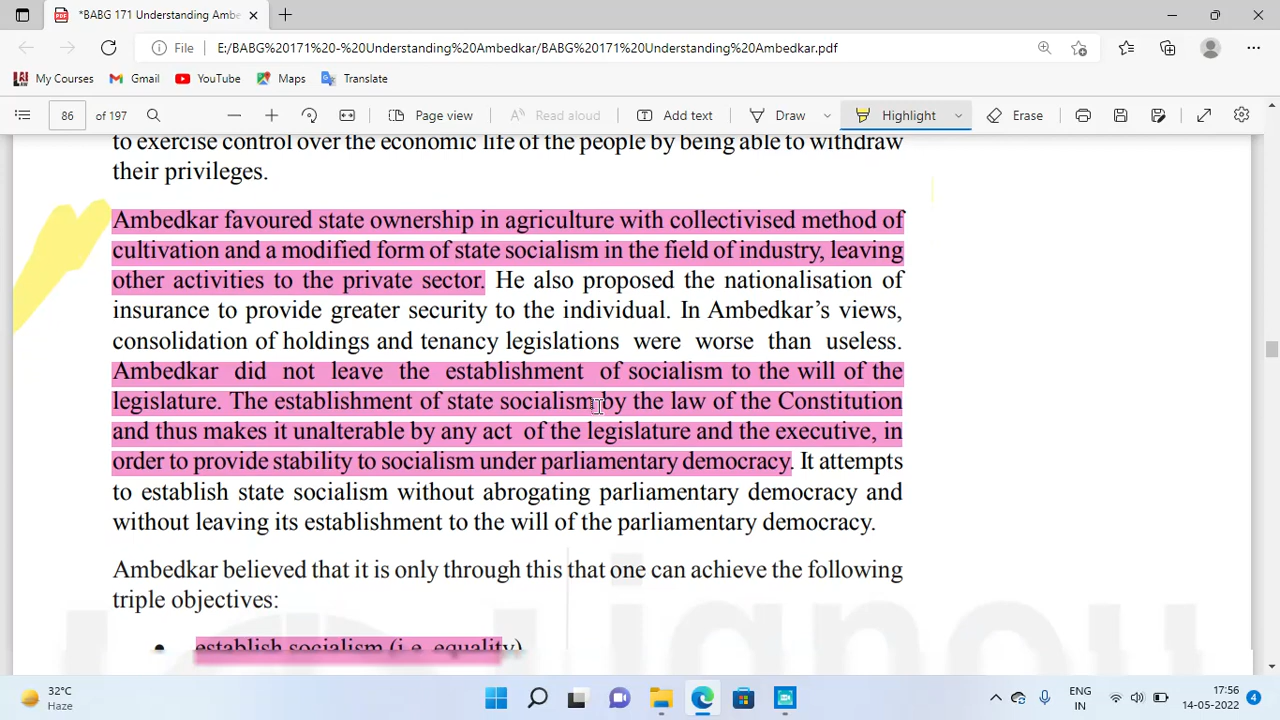 *BABG 171 Understanding Ambe
File E:/BABG%20171%20-%20Understanding%20Ambedkar/BABG%20171%20Understanding%20Ambedkar.pdf
My Courses Gmail YouTube Maps Translate
86 of 197 Page view Read aloud Add text Draw Highlight Erase
to exercise control over the economic life of the people by being able to withdraw
their privileges.
Ambedkar favoured state ownership in agriculture with collectivised method of
cultivation and a modified form of state socialism in the field of industry, leaving
other activities to the private sector. He also proposed the nationalisation of
insurance to provide greater security to the individual. In Ambedkar’s views,
consolidation of holdings and tenancy legislations were worse than useless.
Ambedkar did not leave the establishment of socialism to the will of the
legislature. The establishment of state socialism by the law of the Constitution
and thus makes it unalterable by any act of the legislature and the executive, in
order to provide stability to socialism under parliamentary democracy. It attempts
to establish state socialism without abrogating parliamentary democracy and
without leaving its establishment to the will of the parliamentary democracy.
Ambedkar believed that it is only through this that one can achieve the following
triple objectives:
• establish socialism (i.e. equality)
ignou
32°C
Haze
ENG
IN
17:56
14-05-2022
4